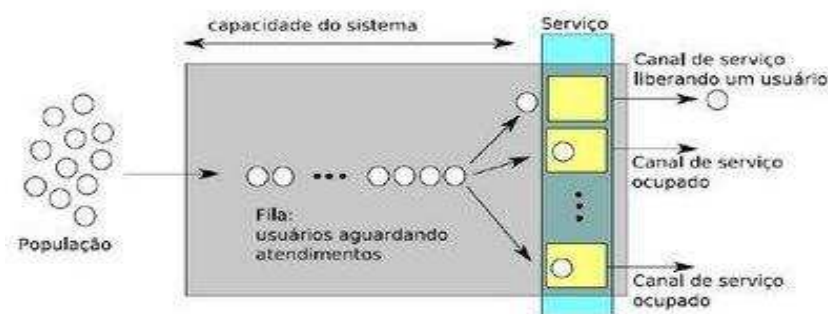 capacidade do sistema
Serviço
Canal de serviço
liberando um usuário
Canal de serviço
ocupado
Fila:
usuários aguardando
atendimentos
População
Canal de serviço
ocupado